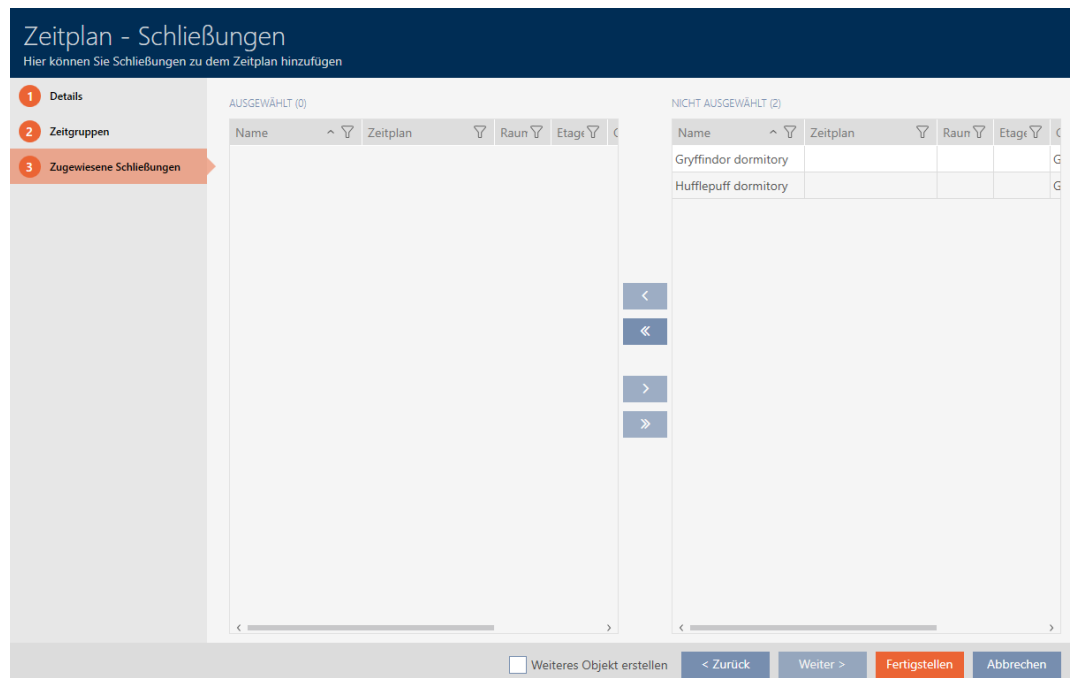 Zeitplan - Schließungen
Hier können Sie Schließungen zu dem Zeitplan hinzufügen
1 Details
2 Zeitgruppen
3 Zugewiesene Schließungen
AUSGEWÄHLT (0)
Name Zeitplan Raum Etage
NICHT AUSGEWÄHLT (2)
Name Zeitplan Raum Etage
Gryffindor dormitory G
Hufflepuff dormitory G
Weiteres Objekt erstellen
< Zurück
Weiter >
Fertigstellen
Abbrechen